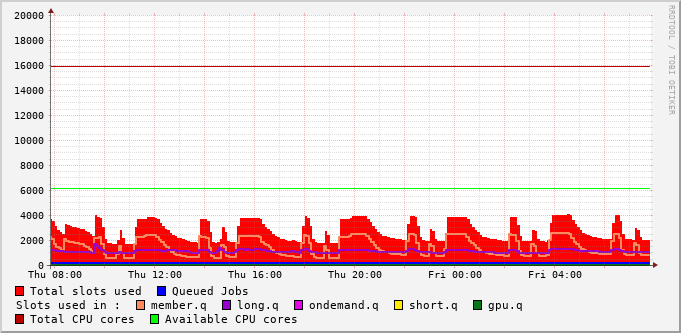 20000
18000
16000
14000
12000
10000
8000
6000
4000
2000
0
Thu 08:00 Thu 12:00 Thu 16:00 Thu 20:00 Fri 00:00 Fri 04:00
RRDTOOL / TOBI OETIKER
Total slots used Queued Jobs
Slots used in : member.q long.q ondemand.q short.q gpu.q
Total CPU cores Available CPU cores